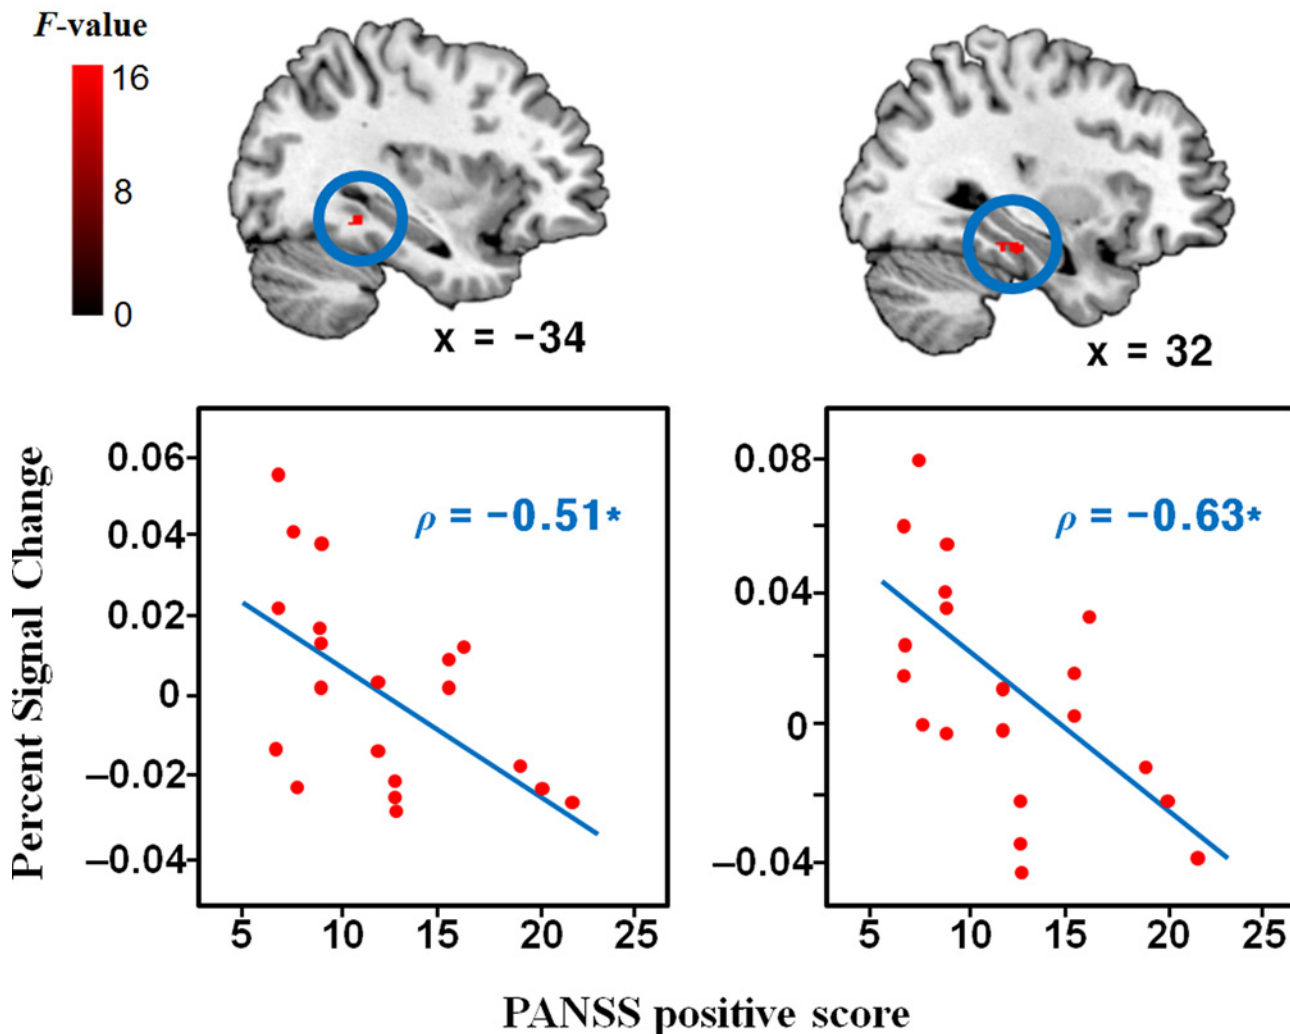 F-value
16
8
0
x = −34
x = 32
Percent Signal Change
0.06
0.04
0.02
0
−0.02
−0.04
ρ = −0.51*
5 10 15 20 25
0.08
0.04
0
−0.04
ρ = −0.63*
5 10 15 20 25
PANSS positive score